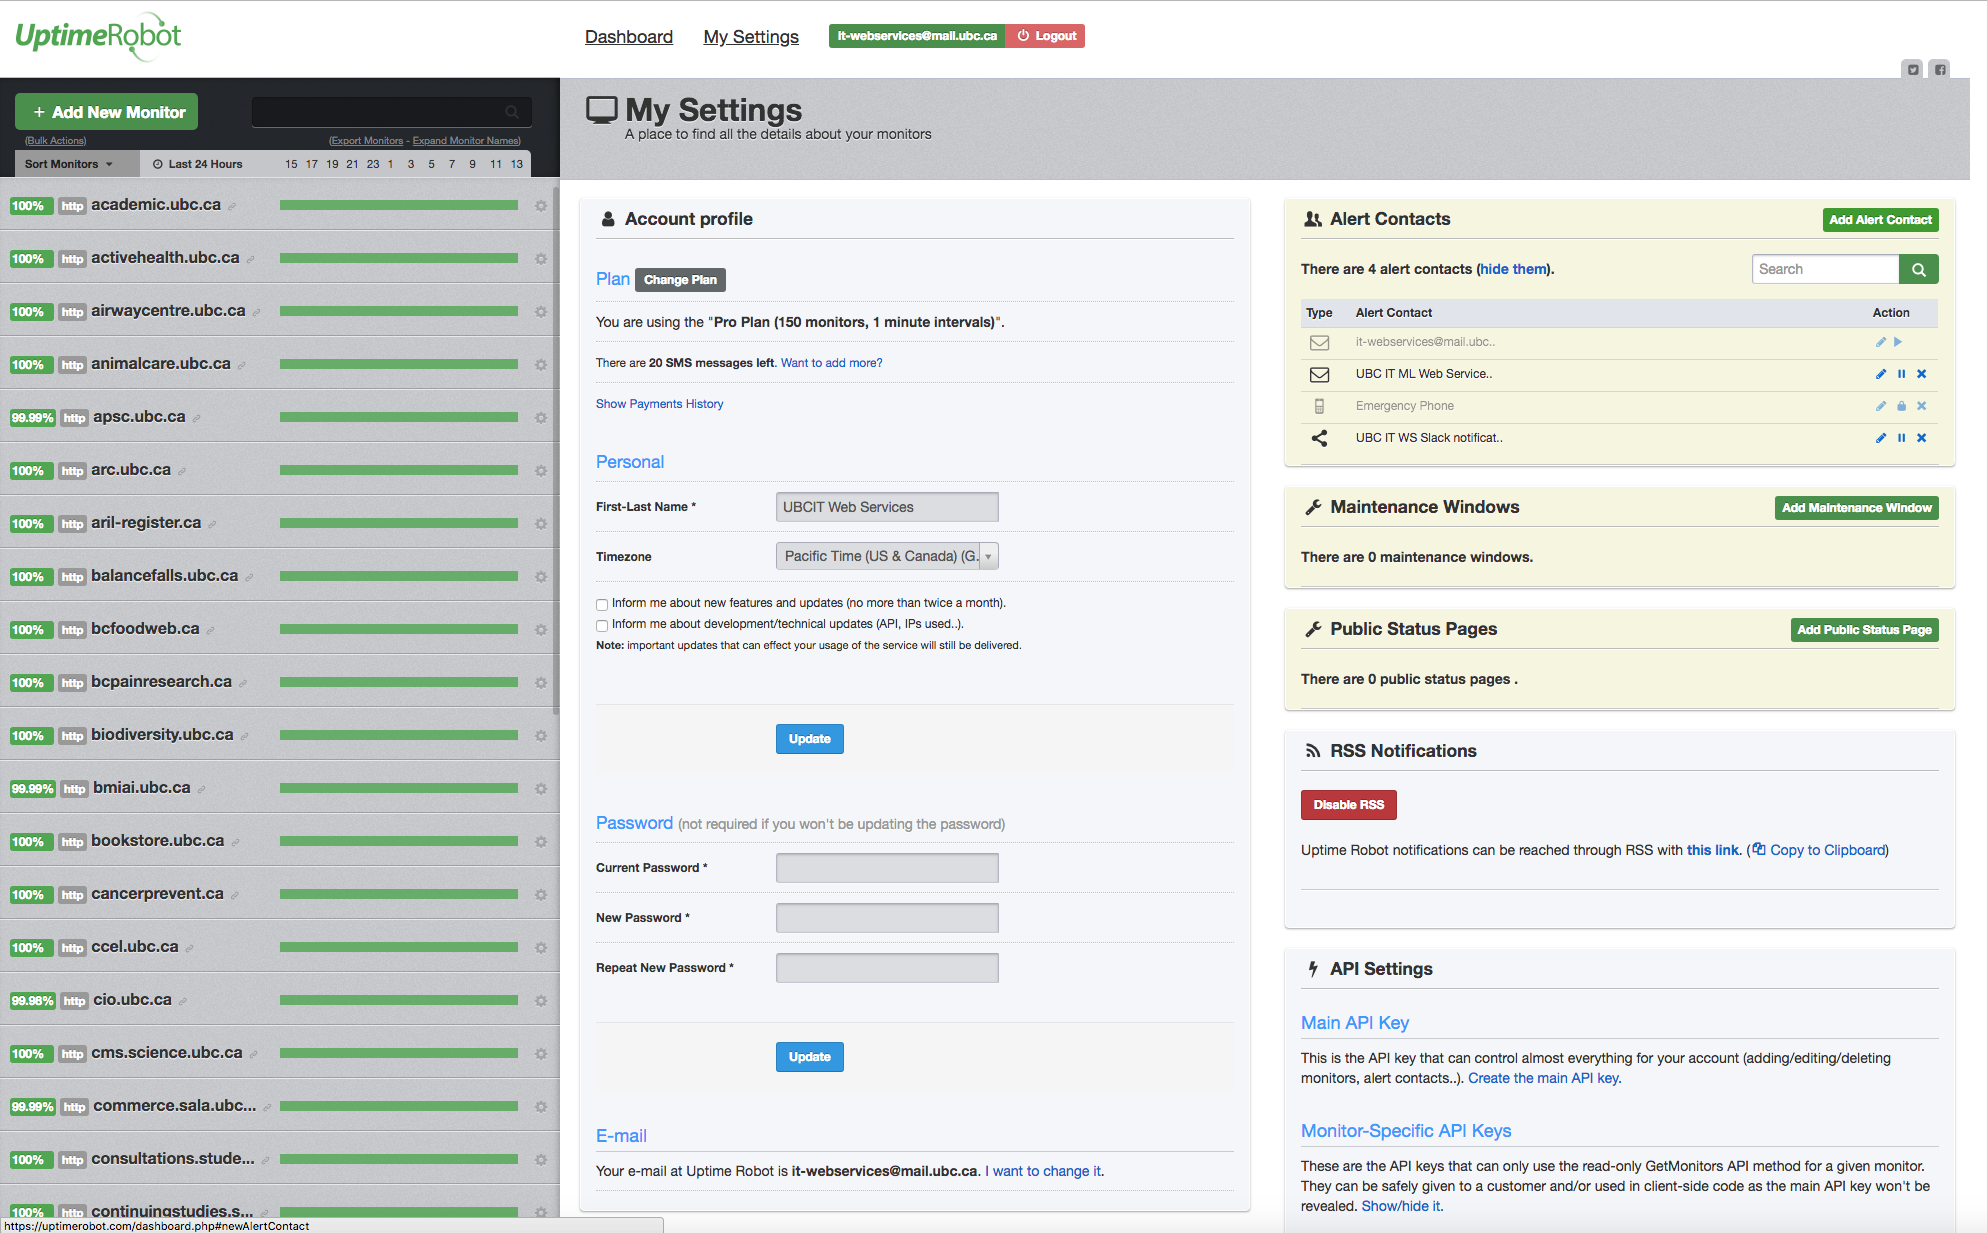 UptimeRobot
Dashboard
My Settings
it-webservices@mail.ubc.ca
Logout
+ Add New Monitor
(Bulk Actions)
(Export Monitors - Expand Monitor Names)
Sort Monitors
Last 24 Hours
15 17 19 21 23 1 3 5 7 9 11 13
100% http academic.ubc.ca
100% http activehealth.ubc.ca
100% http airwaycentre.ubc.ca
100% http animalcare.ubc.ca
99.99% http apsc.ubc.ca
100% http arc.ubc.ca
100% http aril-register.ca
100% http balancefalls.ubc.ca
100% http bcfoodweb.ca
100% http bcpainresearch.ca
100% http biodiversity.ubc.ca
99.99% http bmiai.ubc.ca
100% http bookstore.ubc.ca
100% http cancerprevent.ca
100% http ccel.ubc.ca
99.98% http cio.ubc.ca
100% http cms.science.ubc.ca
99.99% http commerce.sala.ubc...
100% http consultations.stude...
100% http continuingstudies.s...
https://uptimerobot.com/dashboard.php#newAlertContact
My Settings
A place to find all the details about your monitors
Account profile
Plan Change Plan
You are using the "Pro Plan (150 monitors, 1 minute intervals)".
There are 20 SMS messages left. Want to add more?
Show Payments History
Personal
First-Last Name * UBCIT Web Services
Timezone Pacific Time (US & Canada) (G.
Inform me about new features and updates (no more than twice a month).
Inform me about development/technical updates (API, IPs used..).
Note: important updates that can effect your usage of the service will still be delivered.
Update
Password (not required if you won't be updating the password)
Current Password *
New Password *
Repeat New Password *
Update
E-mail
Your e-mail at Uptime Robot is it-webservices@mail.ubc.ca. I want to change it.
Alert Contacts
Add Alert Contact
There are 4 alert contacts (hide them).
Search
Type Alert Contact Action
it-webservices@mail.ubc..
UBC IT ML Web Service..
Emergency Phone
UBC IT WS Slack notificat..
Maintenance Windows
Add Maintenance Window
There are 0 maintenance windows.
Public Status Pages
Add Public Status Page
There are 0 public status pages .
RSS Notifications
Disable RSS
Uptime Robot notifications can be reached through RSS with this link. ( Copy to Clipboard)
API Settings
Main API Key
This is the API key that can control almost everything for your account (adding/editing/deleting
monitors, alert contacts..). Create the main API key.
Monitor-Specific API Keys
These are the API keys that can only use the read-only GetMonitors API method for a given monitor.
They can be safely given to a customer and/or used in client-side code as the main API key won't be
revealed. Show/hide it.